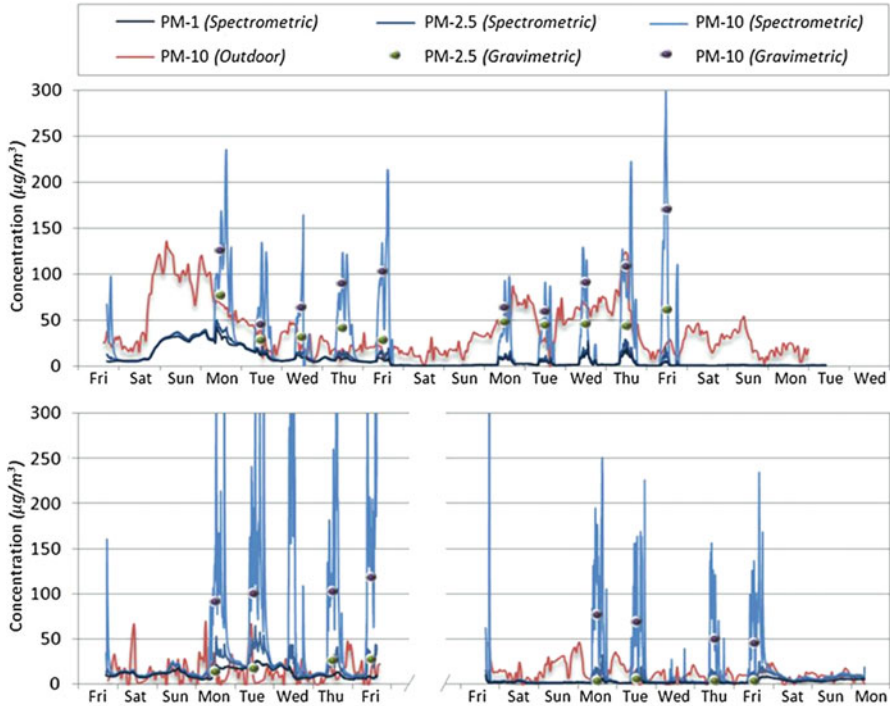 PM-1 (Spectrometric) PM-2.5 (Spectrometric) PM-10 (Spectrometric)
PM-10 (Outdoor) PM-2.5 (Gravimetric) PM-10 (Gravimetric)
Concentration (μg/m³)
300
250
200
150
100
50
0
Fri Sat Sun Mon Tue Wed Thu Fri Sat Sun Mon Tue Wed Thu Fri Sat Sun Mon Tue Wed
Concentration (μg/m³)
300
250
200
150
100
50
0
Fri Sat Sun Mon Tue Wed Thu Fri Fri Sat Sun Mon Tue Wed Thu Fri Sat Sun Mon